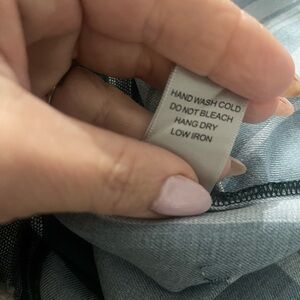 HAND WASH COLD
DO NOT BLEACH
HANG DRY
LOW IRON